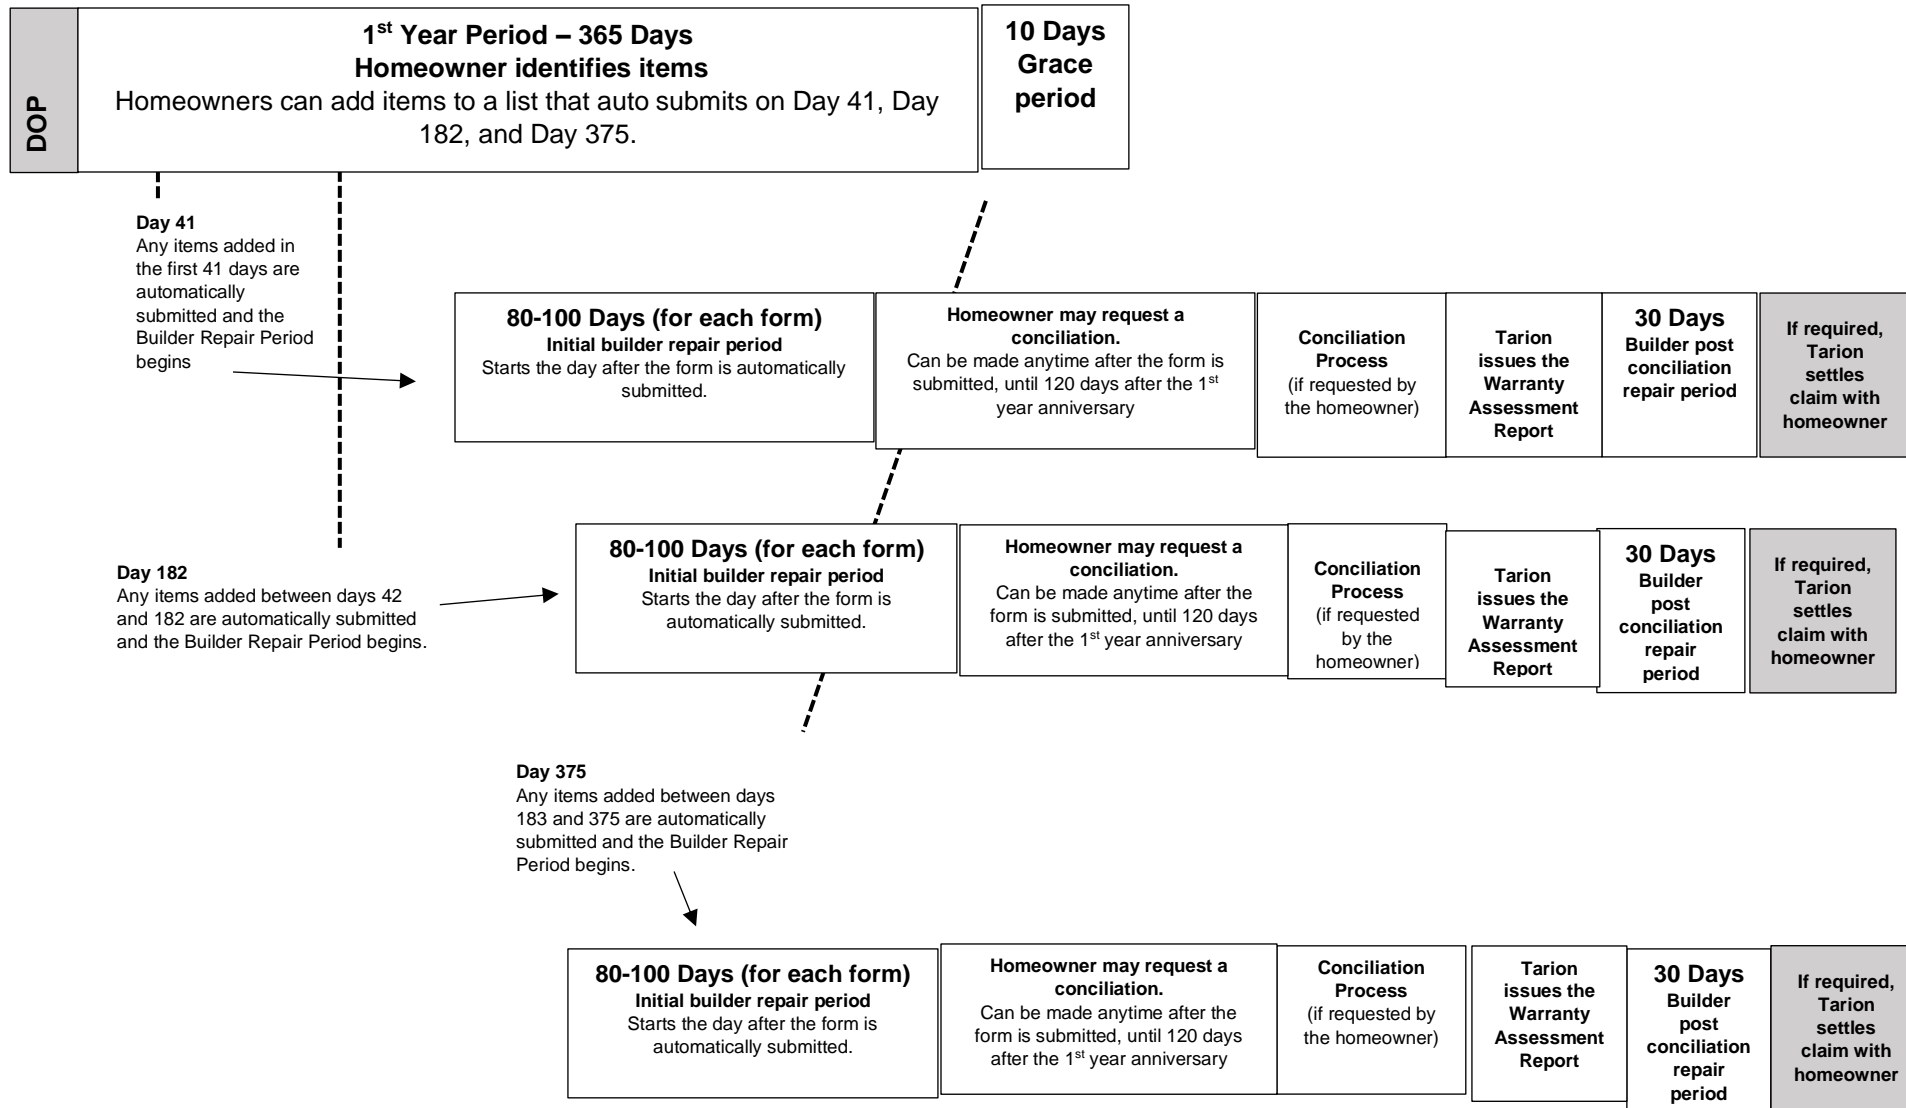 DOP
1st Year Period – 365 Days
Homeowner identifies items
Homeowners can add items to a list that auto submits on Day 41, Day
182, and Day 375.
10 Days
Grace
period
Day 41
Any items added in
the first 41 days are
automatically
submitted and the
Builder Repair Period
begins
80-100 Days (for each form)
Initial builder repair period
Starts the day after the form is automatically
submitted.
Homeowner may request a
conciliation.
Can be made anytime after the form is
submitted, until 120 days after the 1st
year anniversary
Conciliation
Process
(if requested by
the homeowner)
Tarion
issues the
Warranty
Assessment
Report
30 Days
Builder post
conciliation
repair period
If required,
Tarion
settles
claim with
homeowner
Day 182
Any items added between days 42
and 182 are automatically submitted
and the Builder Repair Period begins.
80-100 Days (for each form)
Initial builder repair period
Starts the day after the form is
automatically submitted.
Homeowner may request a
conciliation.
Can be made anytime after the
form is submitted, until 120 days
after the 1st year anniversary
Conciliation
Process
(if requested
by the
homeowner)
Tarion
issues the
Warranty
Assessment
Report
30 Days
Builder
post
conciliation
repair
period
If required,
Tarion
settles
claim with
homeowner
Day 375
Any items added between days
183 and 375 are automatically
submitted and the Builder Repair
Period begins.
80-100 Days (for each form)
Initial builder repair period
Starts the day after the form is
automatically submitted.
Homeowner may request a
conciliation.
Can be made anytime after the
form is submitted, until 120 days
after the 1st year anniversary
Conciliation
Process
(if requested by
the homeowner)
Tarion
issues the
Warranty
Assessment
Report
30 Days
Builder
post
conciliation
repair
period
If required,
Tarion
settles
claim with
homeowner